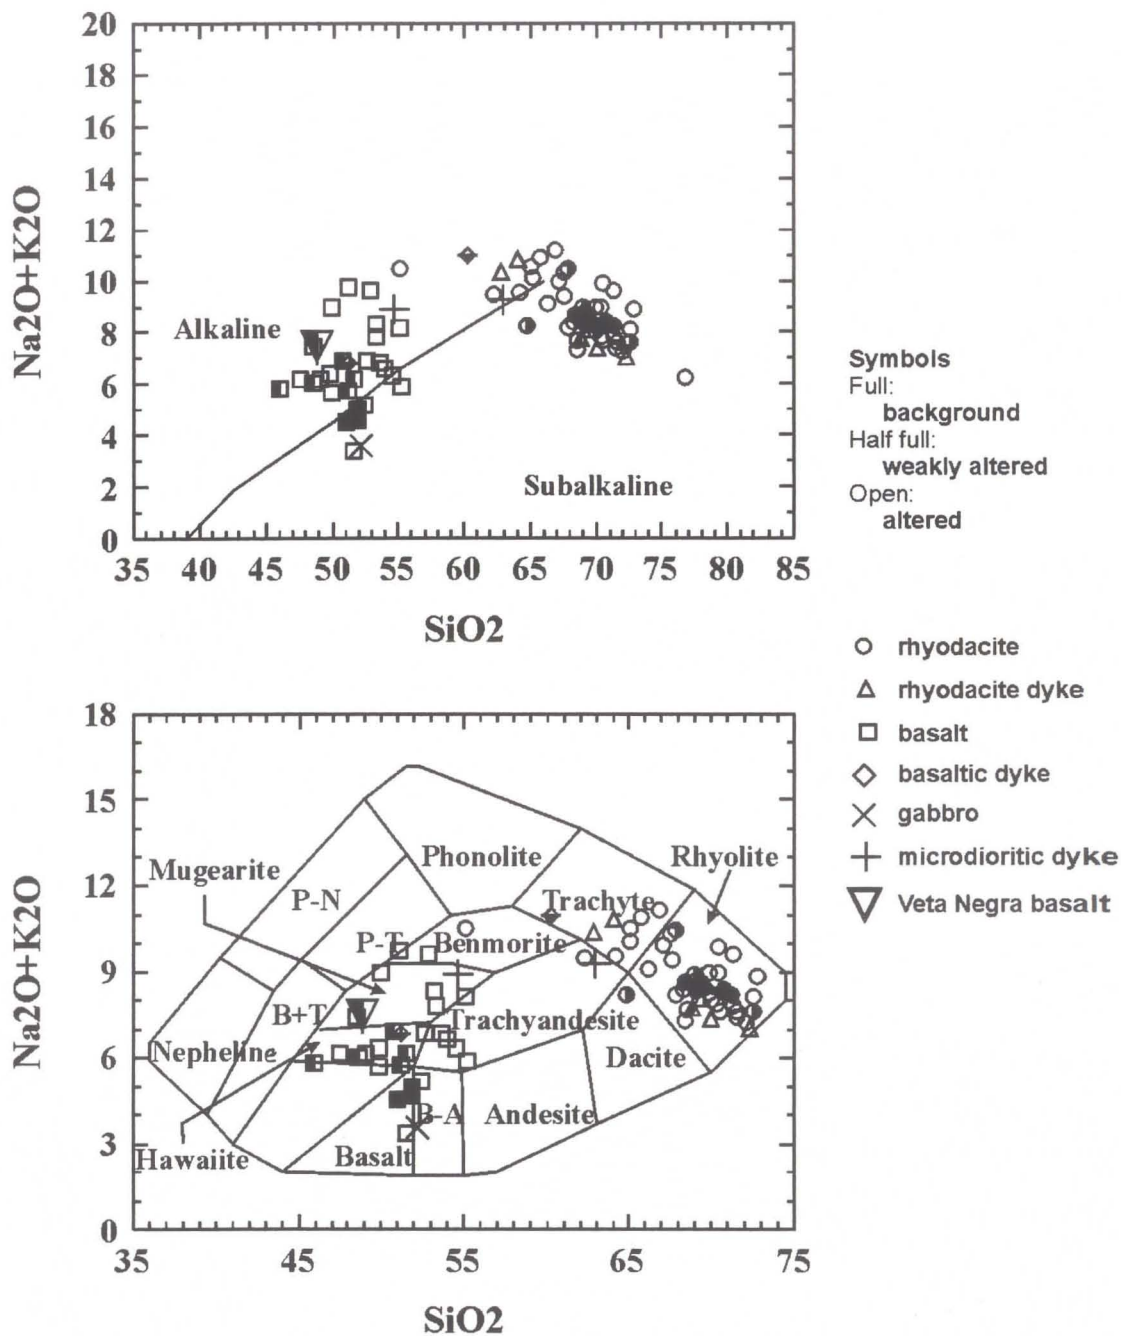 20
18
16
14
12
10
8
6
4
2
0
Na2O+K2O
Alkaline
Subalkaline
35 40 45 50 55 60 65 70 75 80 85
SiO2
Symbols
Full:
background
Half full:
weakly altered
Open:
altered
rhyodacite
rhyodacite dyke
basalt
basaltic dyke
gabbro
microdioritic dyke
Veta Negra basalt
18
15
12
9
6
3
0
Na2O+K2O
Phonolite
Rhyolite
Mugearite
P-N
Trachyte
P-T
Benmorite
B+T
Trachyandesite
Nepheline
Dacite
B-A
Andesite
Hawaiite
Basalt
35 45 55 65 75
SiO2